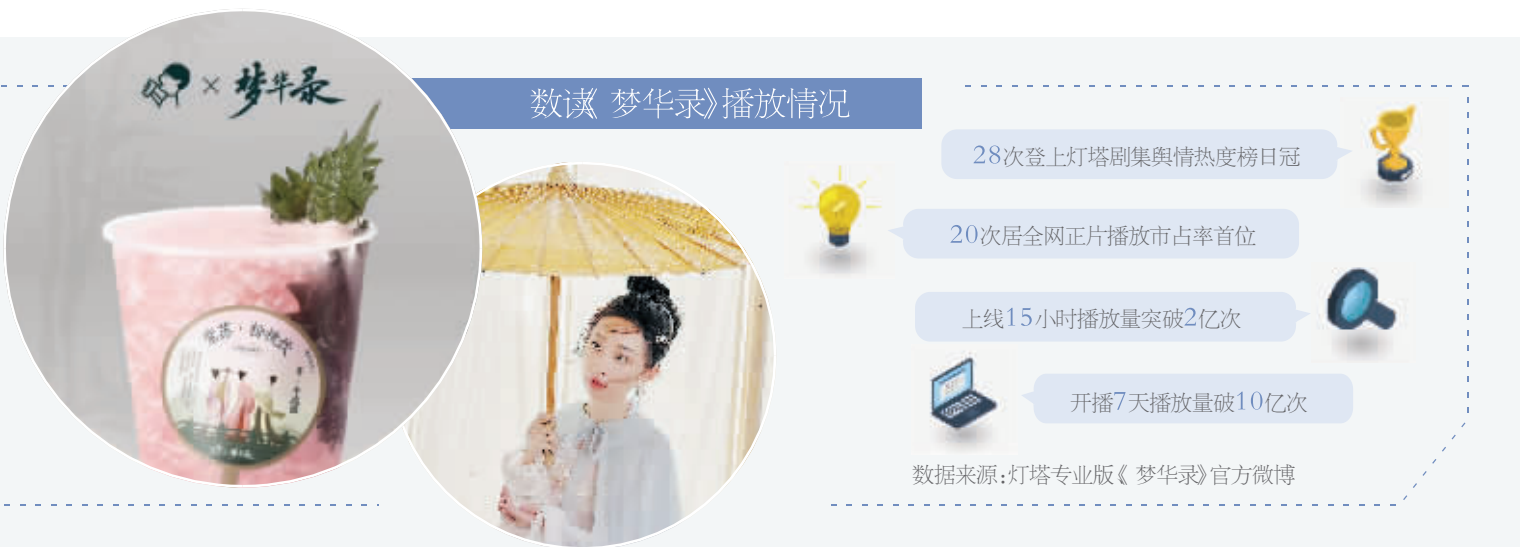 × 梦华录
数读《梦华录》播放情况
28次登上灯塔剧集舆情热度榜日冠
20次居全网正片播放市占率首位
上线15小时播放量突破2亿次
开播7天播放量破10亿次
数据来源:灯塔专业版《梦华录》官方微博